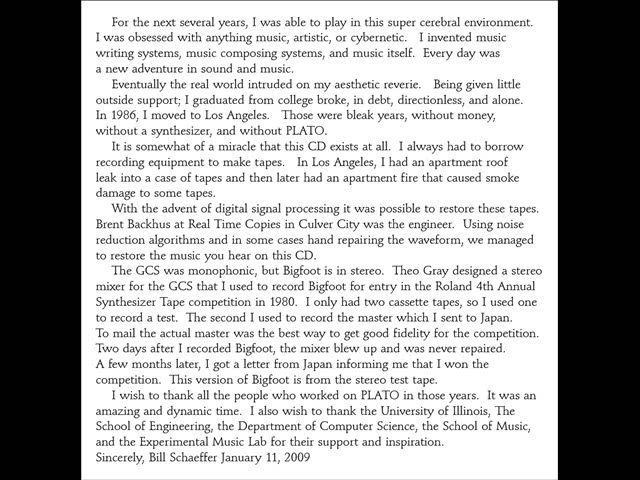 For the next several years, I was able to play in this super cerebral environment.
I was obsessed with anything music, artistic, or cybernetic. I invented music
writing systems, music composing systems, and music itself. Every day was
a new adventure in sound and music.
Eventually the real world intruded on my aesthetic reverie. Being given little
outside support; I graduated from college broke, in debt, directionless, and alone.
In 1986, I moved to Los Angeles. Those were bleak years, without money,
without a synthesizer, and without PLATO.
It is somewhat of a miracle that this CD exists at all. I always had to borrow
recording equipment to make tapes. In Los Angeles, I had an apartment roof
leak into a case of tapes and then later had an apartment fire that caused smoke
damage to some tapes.
With the advent of digital signal processing it was possible to restore these tapes.
Brent Backhus at Real Time Copies in Culver City was the engineer. Using noise
reduction algorithms and in some cases hand repairing the waveform, we managed
to restore the music you hear on this CD.
The GCS was monophonic, but Bigfoot is in stereo. Theo Gray designed a stereo
mixer for the GCS that I used to record Bigfoot for entry in the Roland 4th Annual
Synthesizer Tape competition in 1980. I only had two cassette tapes, so I used one
to record a test. The second I used to record the master which I sent to Japan.
To mail the actual master was the best way to get good fidelity for the competition.
Two days after I recorded Bigfoot, the mixer blew up and was never repaired.
A few months later, I got a letter from Japan informing me that I won the
competition. This version of Bigfoot is from the stereo test tape.
I wish to thank all the people who worked on PLATO in those years. It was an
amazing and dynamic time. I also wish to thank the University of Illinois, The
School of Engineering, the Department of Computer Science, the School of Music,
and the Experimental Music Lab for their support and inspiration.
Sincerely, Bill Schaeffer January 11, 2009